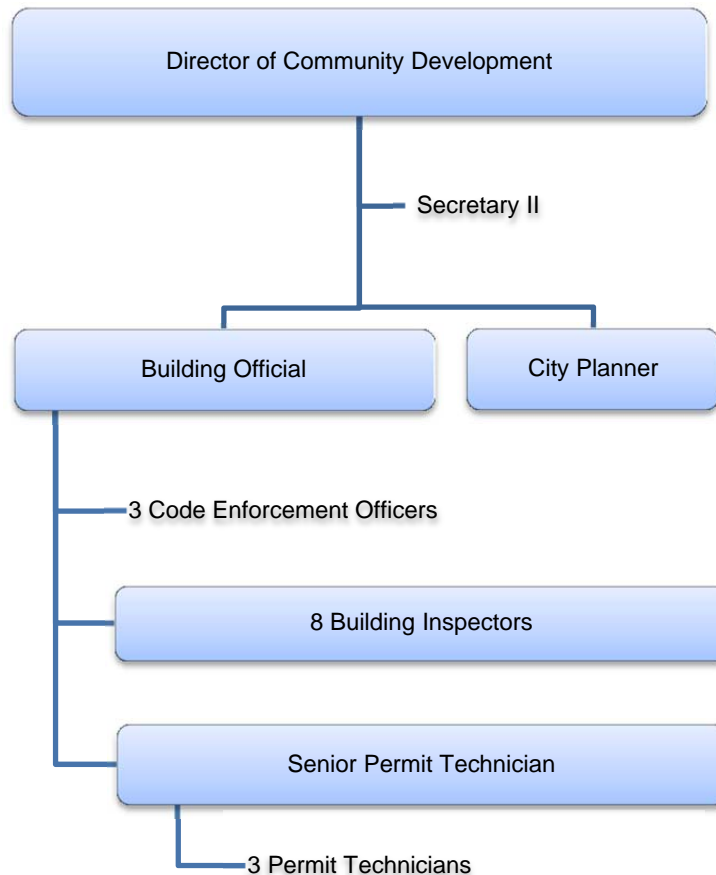 Director of Community Development
Secretary II
Building Official
City Planner
3 Code Enforcement Officers
8 Building Inspectors
Senior Permit Technician
3 Permit Technicians